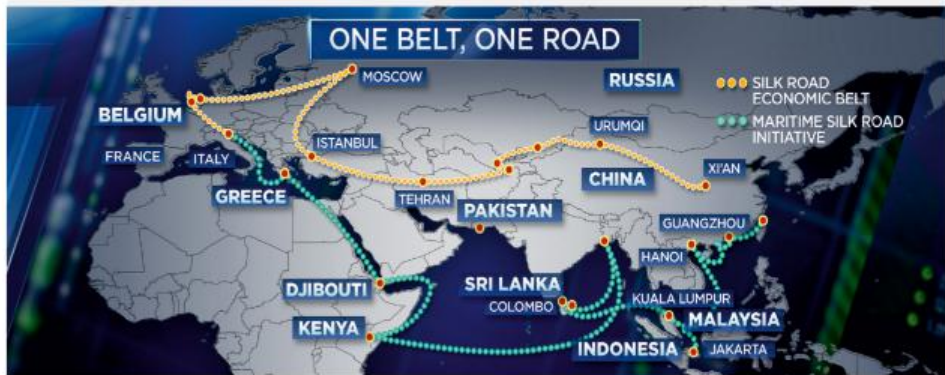 ONE BELT, ONE ROAD
MOSCOW
RUSSIA
SILK ROAD
ECONOMIC BELT
MARITIME SILK ROAD
INITIATIVE
BELGIUM
FRANCE
ITALY
ISTANBUL
URUMQI
XI'AN
GREECE
TEHRAN
CHINA
PAKISTAN
GUANGZHOU
HANOI
DJIBOUTI
SRI LANKA
COLOMBO
KUALA LUMPUR
MALAYSIA
KENYA
INDONESIA
JAKARTA